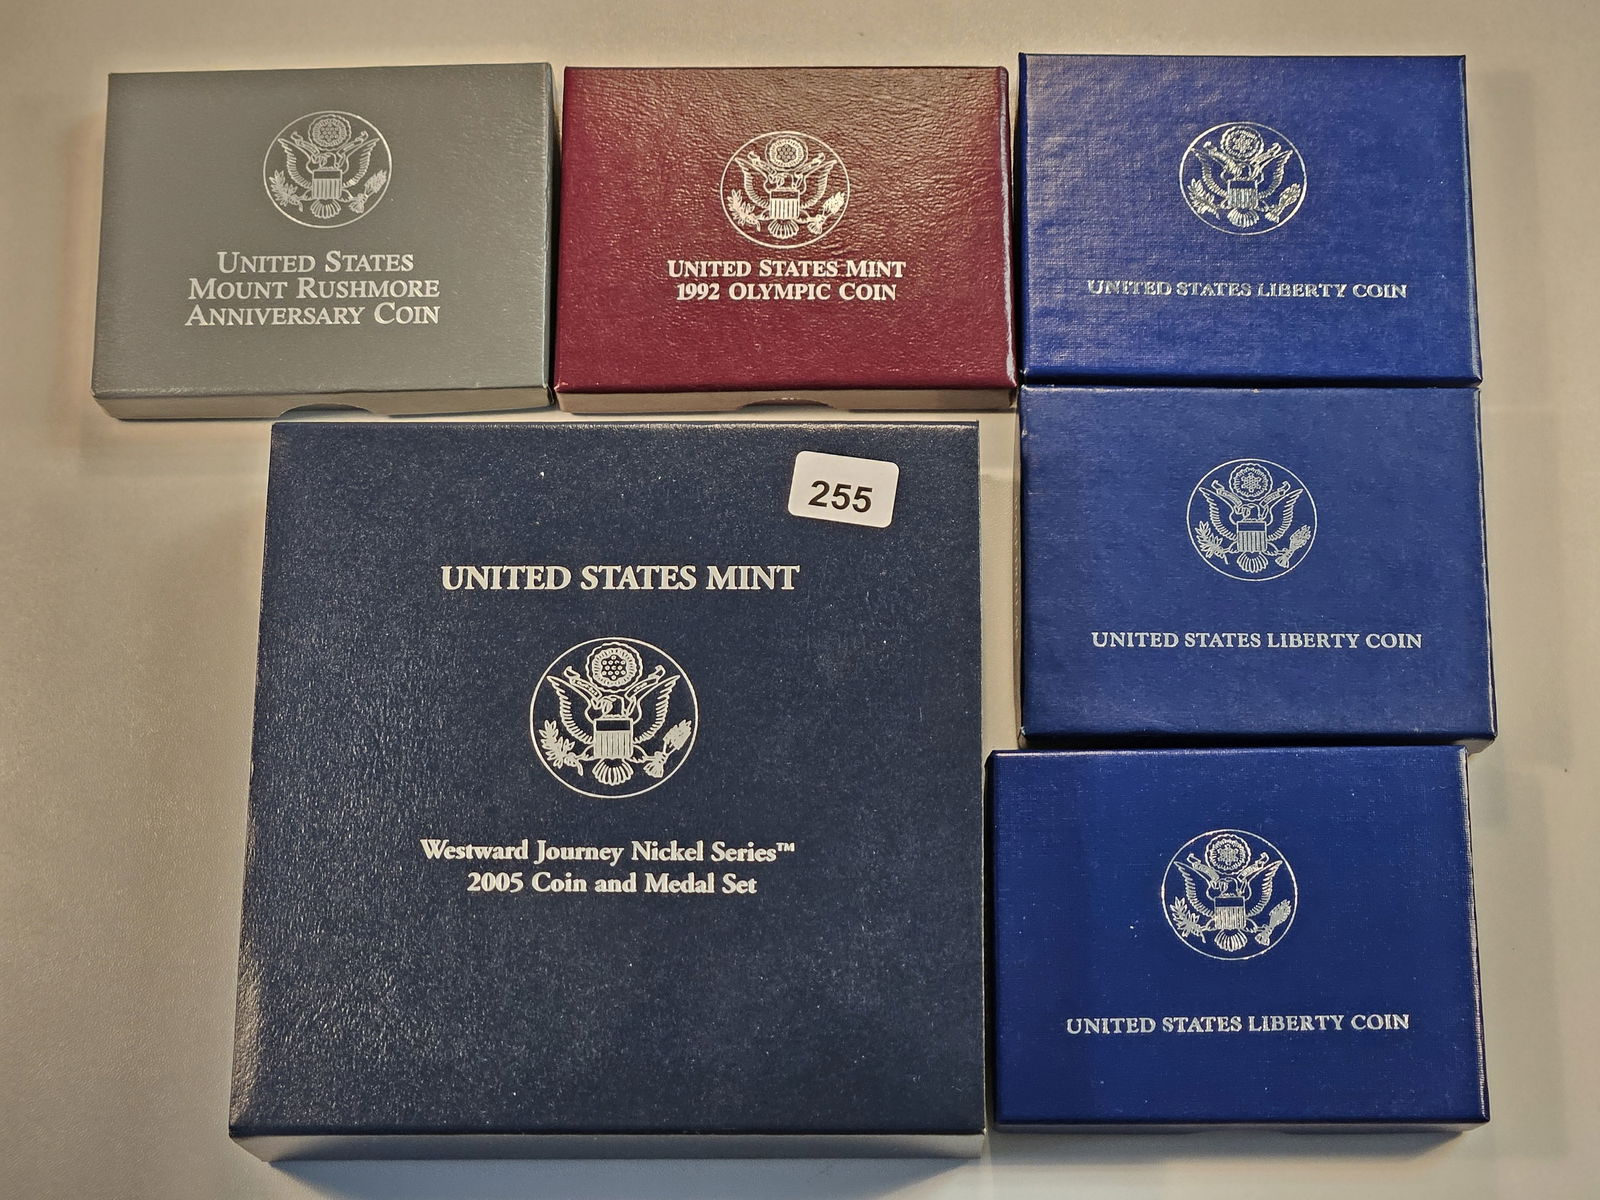 UNITED STATES
MOUNT RUSHMORE
ANNIVERSARY COIN
UNITED STATES MINT
1992 OLYMPIC COIN
UNITED STATES LIBERTY COIN
255
UNITED STATES MINT
Westward Journey Nickel Series™
2005 Coin and Medal Set
UNITED STATES LIBERTY COIN
UNITED STATES LIBERTY COIN